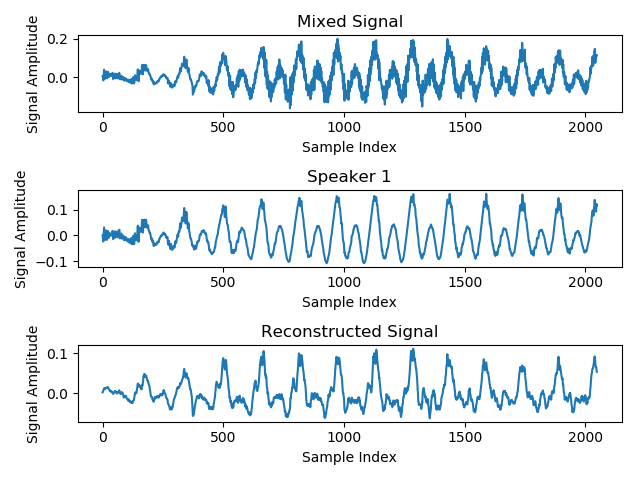 Mixed Signal
Signal Amplitude
0.2
0.0
0 500 1000 1500 2000
Sample Index
Speaker 1
Signal Amplitude
0.1
0.0
−0.1
0 500 1000 1500 2000
Sample Index
Reconstructed Signal
Signal Amplitude
0.1
0.0
0 500 1000 1500 2000
Sample Index